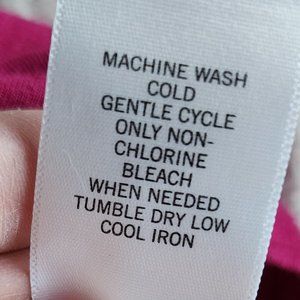 MACHINE WASH
COLD
GENTLE CYCLE
ONLY NON-
CHLORINE
BLEACH
WHEN NEEDED
TUMBLE DRY LOW
COOL IRON